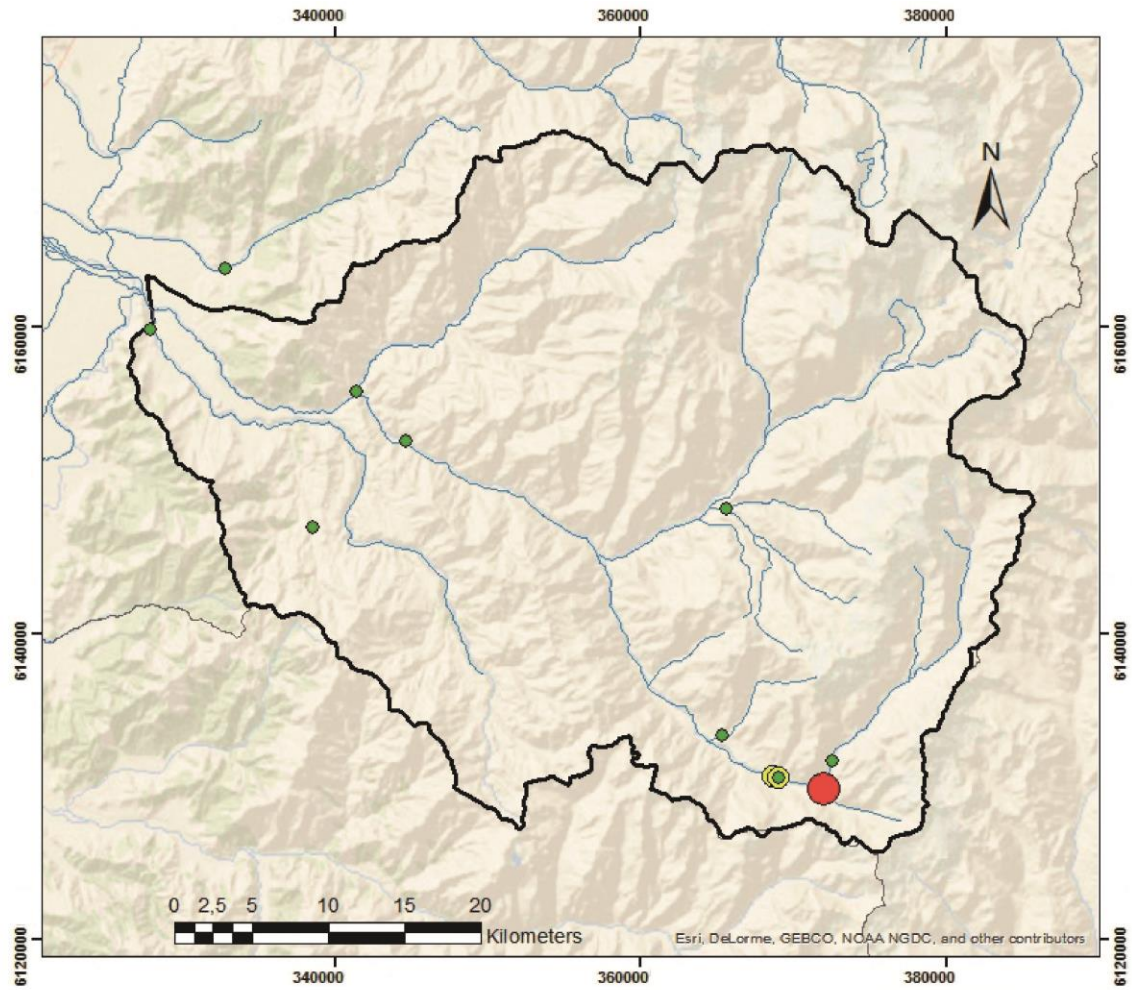 340000 360000 380000
N
6160000 6160000
6140000 6140000
0 2,5 5 10 15 20
Kilometers
Esri, DeLorme, GEBCO, NOAA NGDC, and other contributors
6120000 6120000
340000 360000 380000